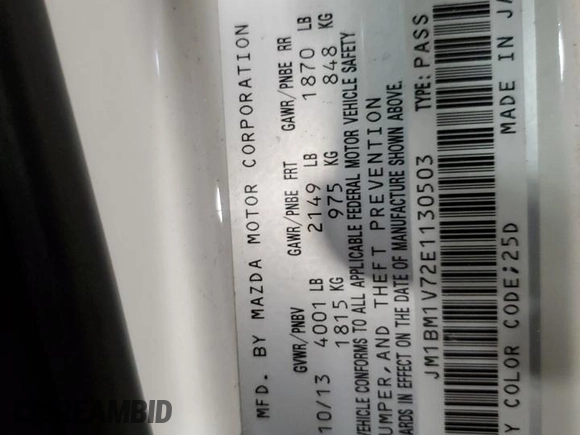 MFD. BY MAZDA MOTOR CORPORATION
GVWR/PNBV GAWR/PNBE FRT GAWR/PNBE RR
10/13 4001 LB 2149 LB 1870 LB
1815 KG 975 KG 848 KG
VEHICLE CONFORMS TO ALL APPLICABLE FEDERAL MOTOR VEHICLE SAFETY
UMPER, AND THEFT PREVENTION
ARDS IN EFFECT ON THE DATE OF MANUFACTURE SHOWN ABOVE.
JM1BM1V72E1130503 TYPE: PASS
Y COLOR CODE;25D
MADE IN JA